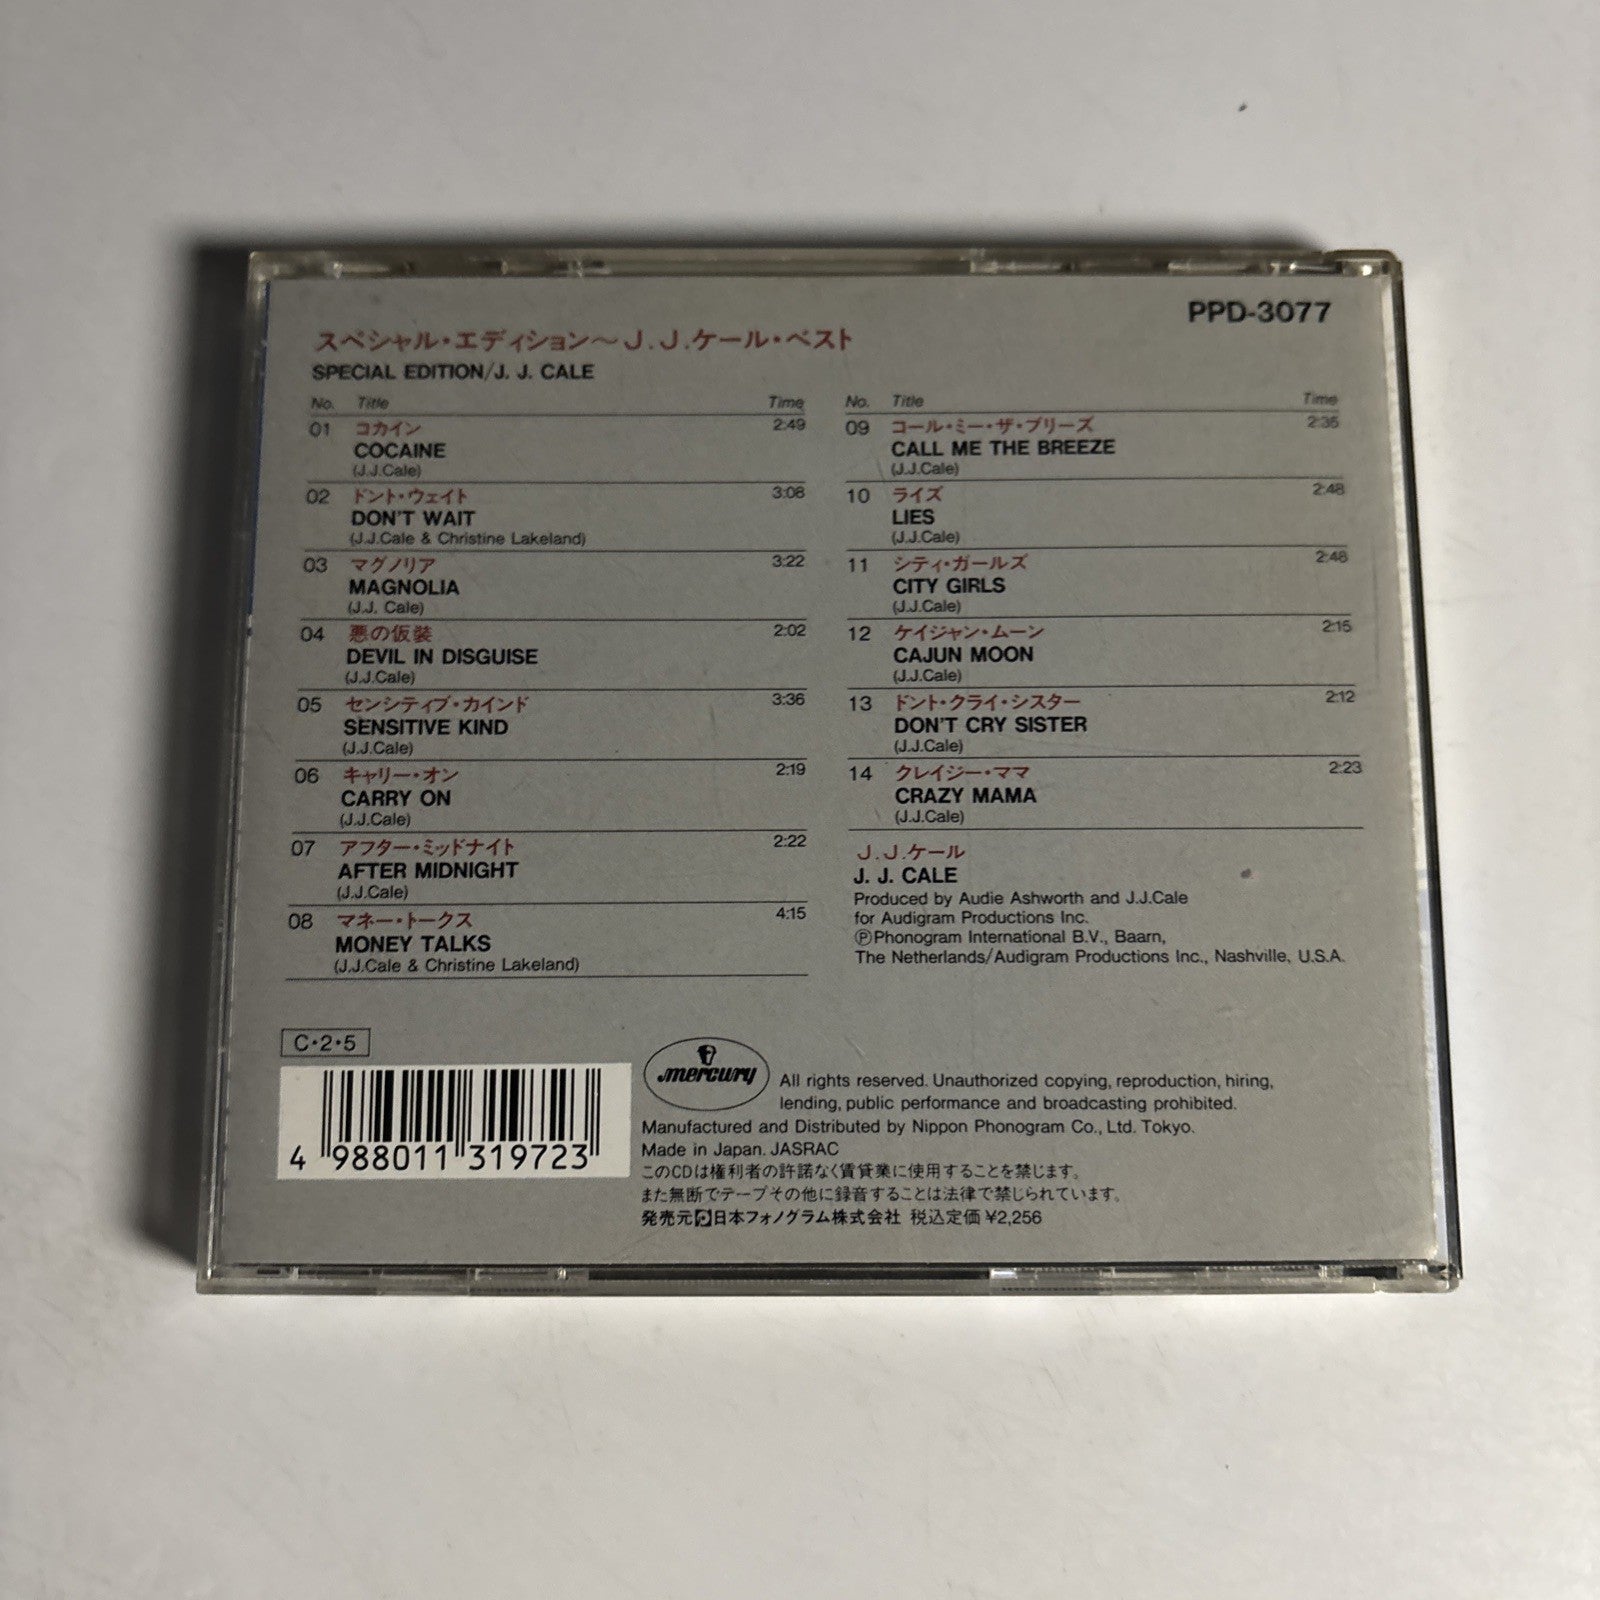 PPD-3077
スペシャル・エディション〜J.J.ケール・ベスト
SPECIAL EDITION/J. J. CALE
No. Title Time
01 コカイン 2:49
COCAINE
(J.J.Cale)
02 ドント・ウェイト 3:08
DON'T WAIT
(J.J.Cale & Christine Lakeland)
03 マグノリア 3:22
MAGNOLIA
(J.J. Cale)
04 悪の仮装 2:02
DEVIL IN DISGUISE
(J.J.Cale)
05 センシティブ・カインド 3:36
SENSITIVE KIND
(J.J.Cale)
06 キャリー・オン 2:19
CARRY ON
(J.J.Cale)
07 アフター・ミッドナイト 2:22
AFTER MIDNIGHT
(J.J.Cale)
08 マネー・トークス 4:15
MONEY TALKS
(J.J.Cale & Christine Lakeland)
No. Title Time
09 コール・ミー・ザ・ブリーズ 2:35
CALL ME THE BREEZE
(J.J.Cale)
10 ライズ 2:48
LIES
(J.J.Cale)
11 シティ・ガールズ 2:48
CITY GIRLS
(J.J.Cale)
12 ケイジャン・ムーン 2:15
CAJUN MOON
(J.J.Cale)
13 ドント・クライ・シスター 2:12
DON'T CRY SISTER
(J.J.Cale)
14 クレイジー・ママ 2:23
CRAZY MAMA
(J.J.Cale)
J.J.ケール
J. J. CALE
Produced by Audie Ashworth and J.J.Cale
for Audigram Productions Inc.
℗Phonogram International B.V., Baarn,
The Netherlands/Audigram Productions Inc., Nashville, U.S.A.
C・2・5
4 988011 319723
mercury
All rights reserved. Unauthorized copying, reproduction, hiring,
lending, public performance and broadcasting prohibited.
Manufactured and Distributed by Nippon Phonogram Co., Ltd. Tokyo.
Made in Japan. JASRAC
このCDは権利者の許諾なく賃貸業に使用することを禁じます。
また無断でテープその他に録音することは法律で禁じられています。
発売元 日本フォノグラム株式会社 税込定価¥2,256